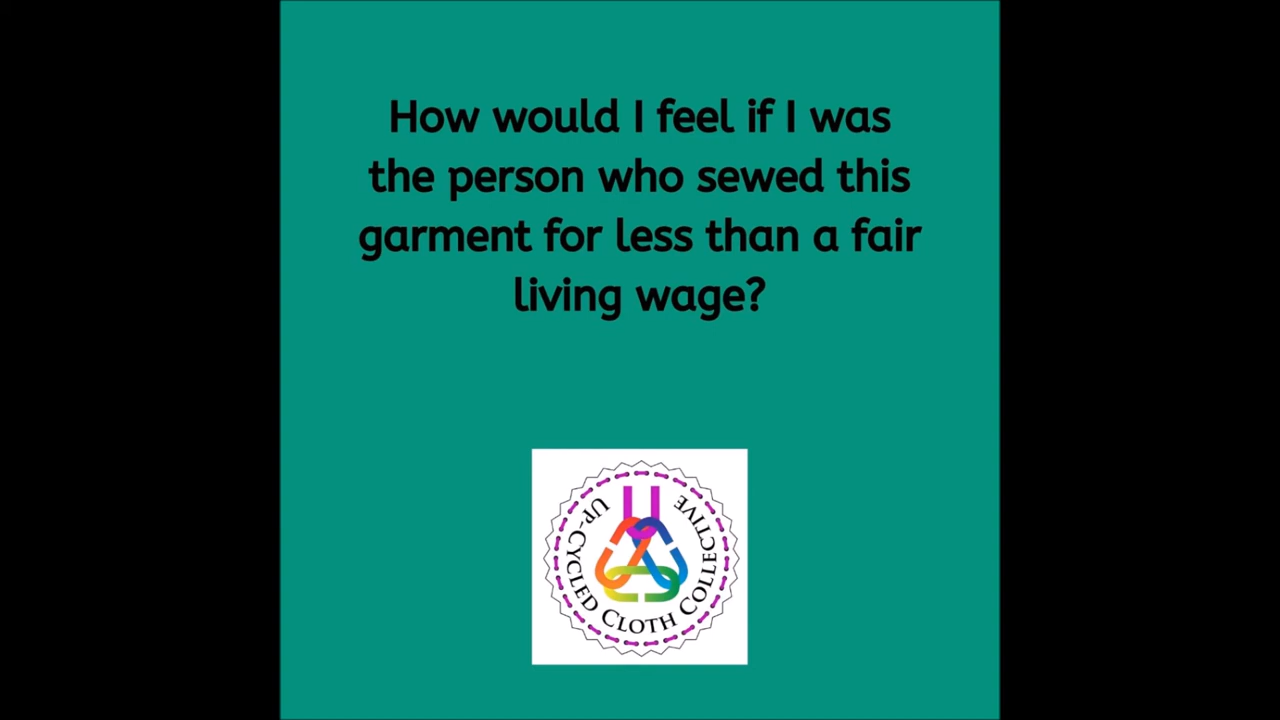 How would I feel if I was
the person who sewed this
garment for less than a fair
living wage?
UP-CYCLED CLOTH COLLECTIVE